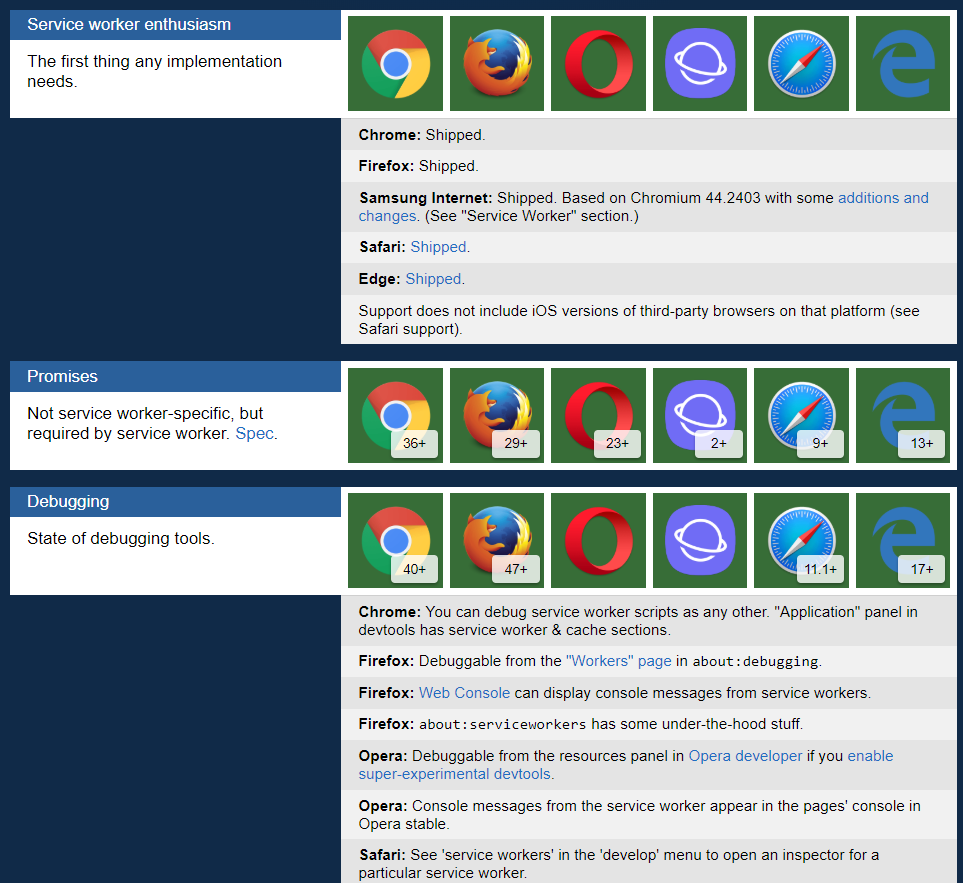 Service worker enthusiasm
The first thing any implementation
needs.
Chrome: Shipped.
Firefox: Shipped.
Samsung Internet: Shipped. Based on Chromium 44.2403 with some additions and
changes. (See "Service Worker" section.)
Safari: Shipped.
Edge: Shipped.
Support does not include iOS versions of third-party browsers on that platform (see
Safari support).
Promises
Not service worker-specific, but
required by service worker. Spec.
36+
29+
23+
2+
9+
13+
Debugging
State of debugging tools.
40+
47+
11.1+
17+
Chrome: You can debug service worker scripts as any other. "Application" panel in
devtools has service worker & cache sections.
Firefox: Debuggable from the "Workers" page in about:debugging.
Firefox: Web Console can display console messages from service workers.
Firefox: about:serviceworkers has some under-the-hood stuff.
Opera: Debuggable from the resources panel in Opera developer if you enable
super-experimental devtools.
Opera: Console messages from the service worker appear in the pages' console in
Opera stable.
Safari: See 'service workers' in the 'develop' menu to open an inspector for a
particular service worker.